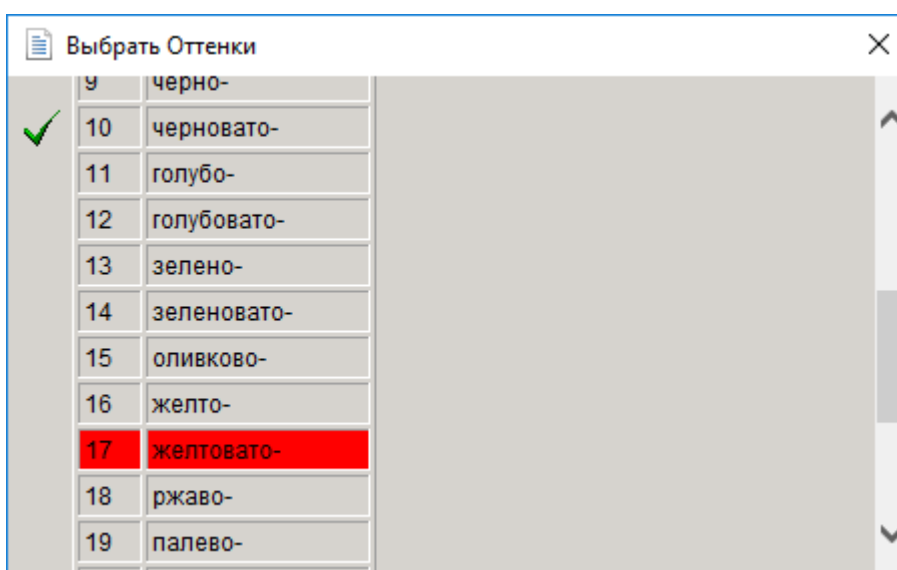 Выбрать Оттенки
9 черно-
10 черновато-
11 голубо-
12 голубовато-
13 зелено-
14 зеленовато-
15 оливково-
16 желто-
17 желтовато-
18 ржаво-
19 палево-